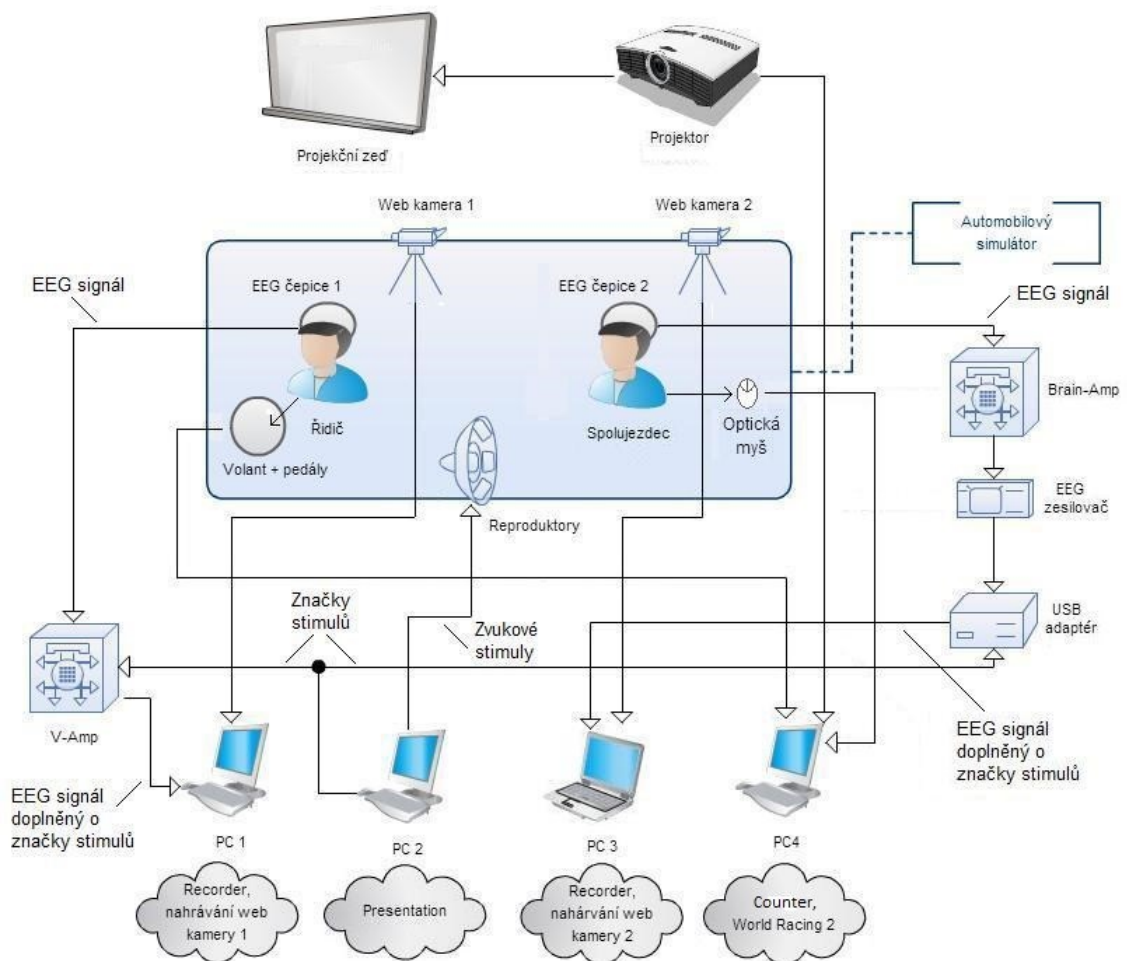 Projekční zeď
Projektor
Web kamera 1
Web kamera 2
Automobilový
simulátor
EEG signál
EEG čepice 1
EEG čepice 2
EEG signál
Brain-Amp
Řidič
Spolujezdec
Optická
myš
Volant + pedály
Reproduktory
EEG
zesilovač
Značky
stimulů
Zvukové
stimuly
USB
adaptér
V-Amp
EEG signál
doplněný o
značky stimulů
EEG signál
doplněný o
značky stimulů
PC 1
PC 2
PC 3
PC4
Recorder,
nahrávání web
kamery 1
Presentation
Recorder,
nahárvání web
kamery 2
Counter,
World Racing 2